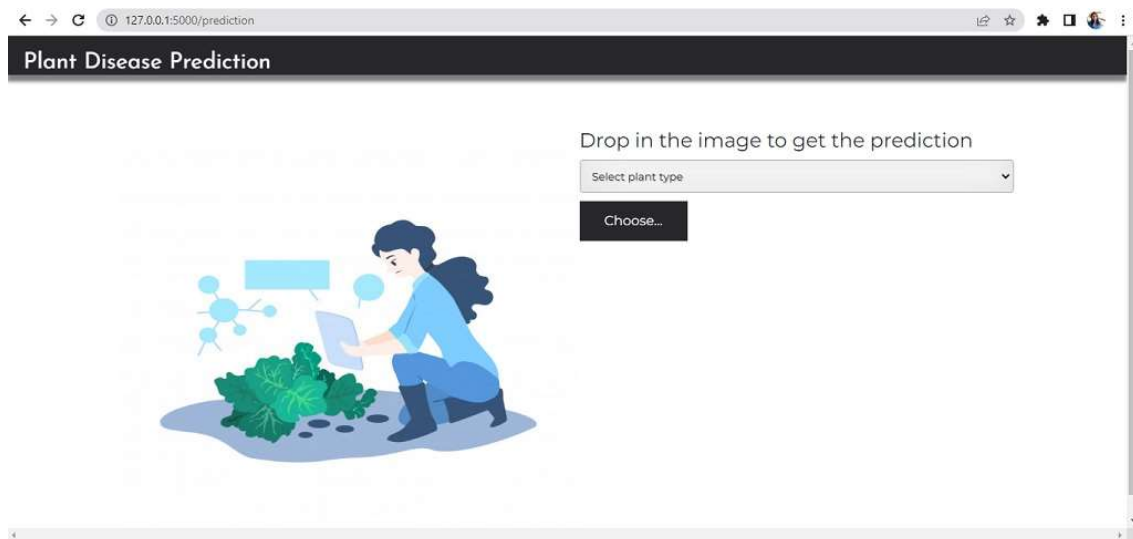 127.0.0.1:5000/prediction
Plant Disease Prediction
Drop in the image to get the prediction
Select plant type
Choose...